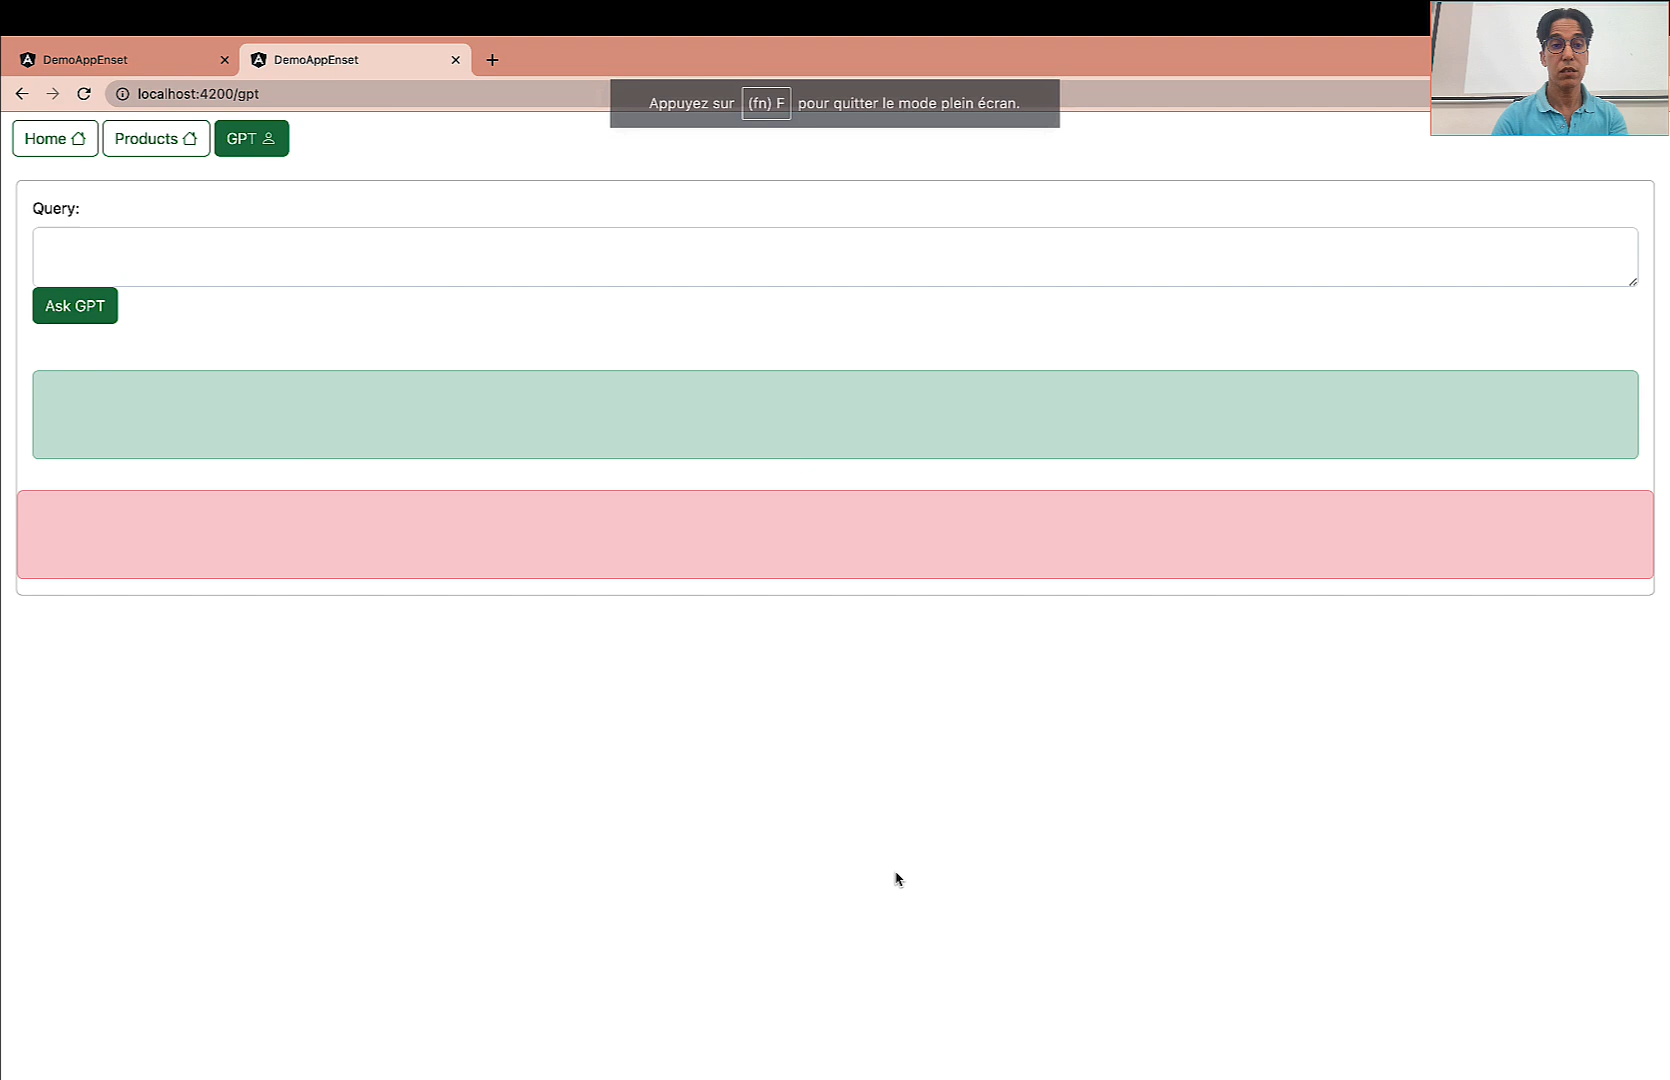 DemoAppEnset
DemoAppEnset
localhost:4200/gpt
Appuyez sur (fn) F pour quitter le mode plein écran.
Home Products GPT
Query:
Ask GPT